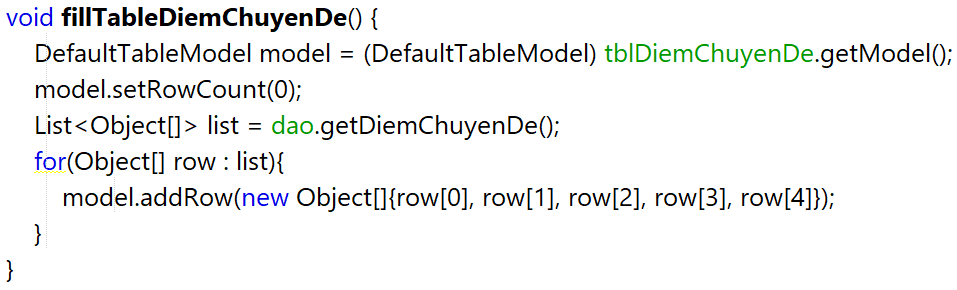 void fillTableDiemChuyenDe() {
DefaultTableModel model = (DefaultTableModel) tblDiemChuyenDe.getModel();
model.setRowCount(0);
List<Object[]> list = dao.getDiemChuyenDe();
for(Object[] row : list){
model.addRow(new Object[]{row[0], row[1], row[2], row[3], row[4]});
}
}